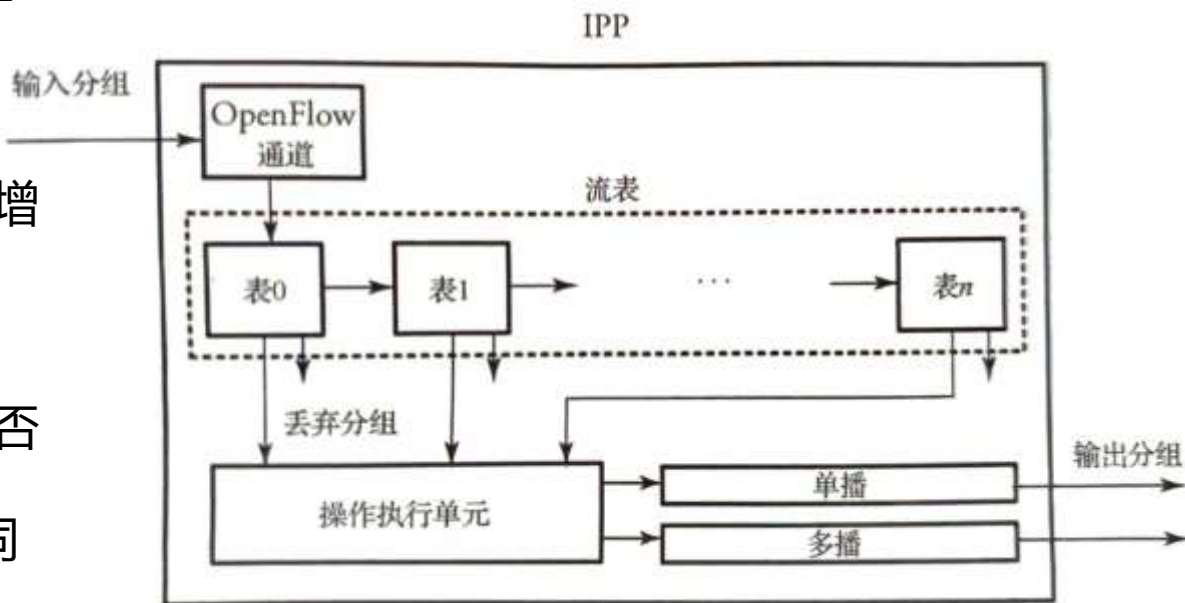 IPP
输入分组
OpenFlow
通道
增
流表
表0
表1
...
表n
否
丢弃分组
输出分组
操作执行单元
单播
多播
同